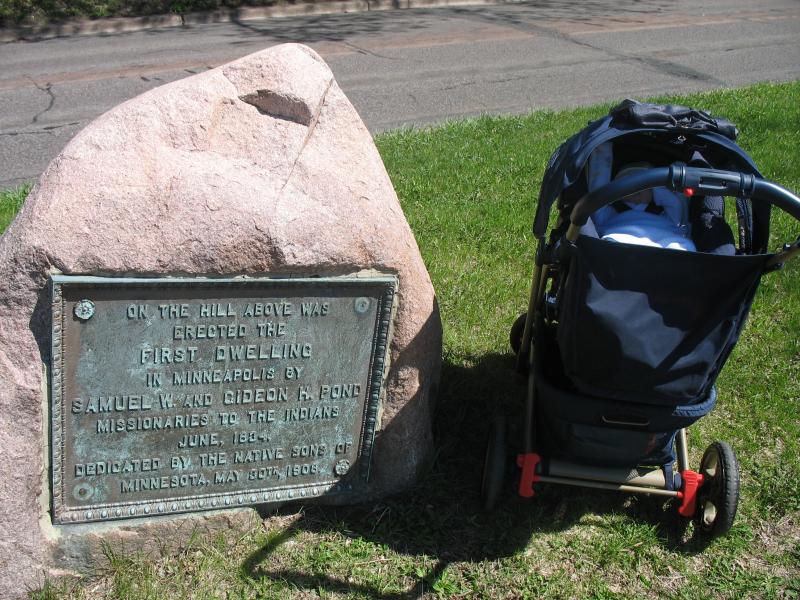 ON THE HILL ABOVE WAS
ERECTED THE
FIRST DWELLING
IN MINNEAPOLIS BY
SAMUEL W. AND GIDEON H. POND
MISSIONARIES TO THE INDIANS
JUNE, 1834.
DEDICATED BY THE NATIVE SONS OF
MINNESOTA, MAY 30TH, 1908.